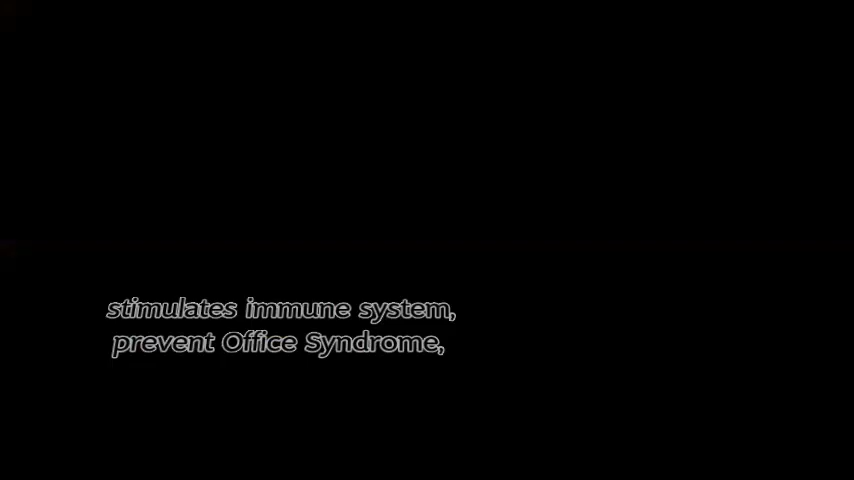 stimulates immune system,
prevent Office Syndrome,